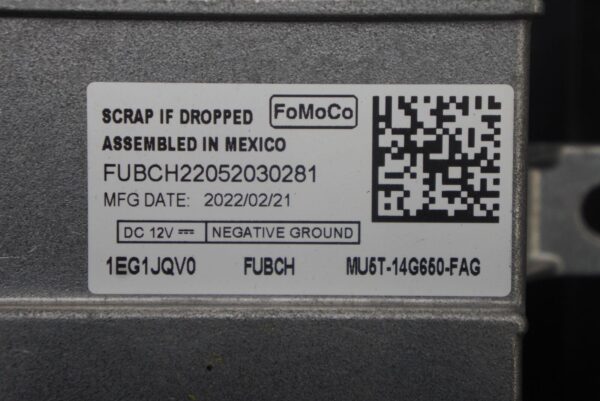 SCRAP IF DROPPED FoMoCo
ASSEMBLED IN MEXICO
FUBCH22052030281
MFG DATE: 2022/02/21
DC 12V ⎓ NEGATIVE GROUND
1EG1JQV0 FUBCH MU5T-14G650-FAG